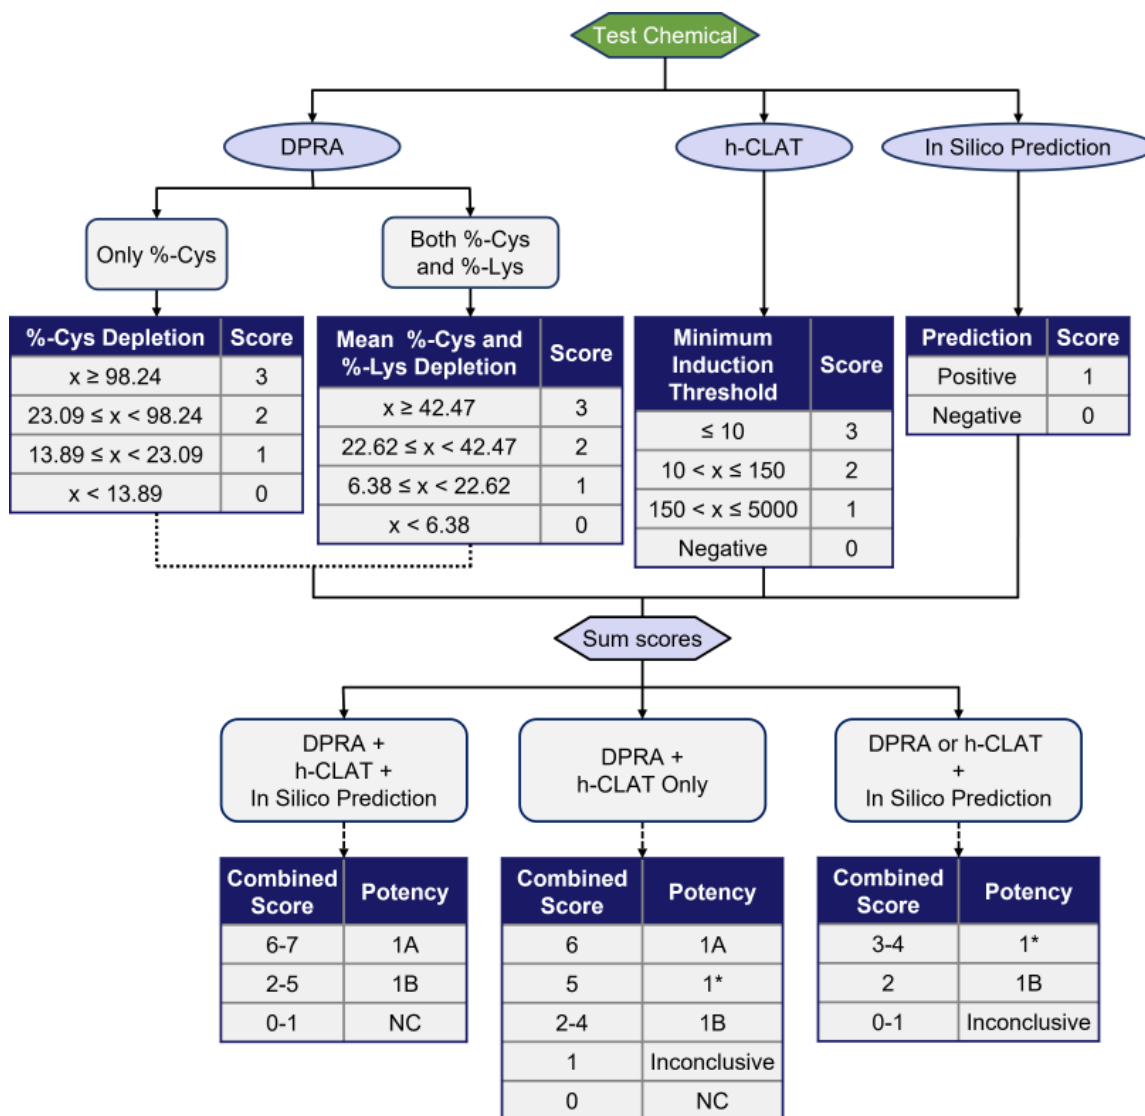 Test Chemical
DPRA
h-CLAT
In Silico Prediction
Only %-Cys
Both %-Cys
and %-Lys
%-Cys Depletion Score
x ≥ 98.24 3
23.09 ≤ x < 98.24 2
13.89 ≤ x < 23.09 1
x < 13.89 0
Mean %-Cys and
%-Lys Depletion
Score
x ≥ 42.47 3
22.62 ≤ x < 42.47 2
6.38 ≤ x < 22.62 1
x < 6.38 0
Minimum
Induction
Threshold
Score
≤ 10 3
10 < x ≤ 150 2
150 < x ≤ 5000 1
Negative 0
Prediction Score
Positive 1
Negative 0
Sum scores
DPRA +
h-CLAT +
In Silico Prediction
Combined
Score
Potency
6-7 1A
2-5 1B
0-1 NC
DPRA +
h-CLAT Only
Combined
Score
Potency
6 1A
5 1*
2-4 1B
1 Inconclusive
0 NC
DPRA or h-CLAT
+
In Silico Prediction
Combined
Score
Potency
3-4 1*
2 1B
0-1 Inconclusive